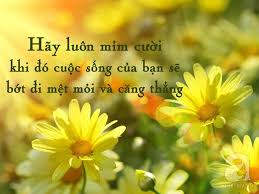 Hãy luôn mỉm cười
khi đó cuộc sống của bạn sẽ
bớt đi mệt mỏi và căng thẳng